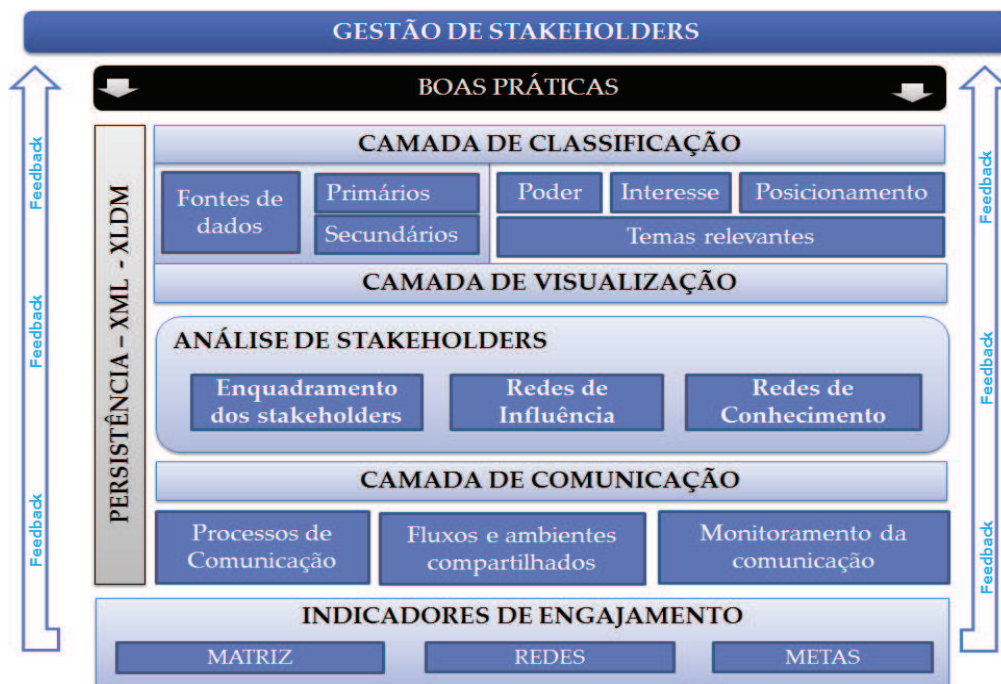 GESTÃO DE STAKEHOLDERS
BOAS PRÁTICAS
Feedback
Feedback
Feedback
PERSISTÊNCIA – XML - XLDM
CAMADA DE CLASSIFICAÇÃO
Fontes de
dados
Primários
Secundários
Poder
Interesse
Posicionamento
Temas relevantes
CAMADA DE VISUALIZAÇÃO
ANÁLISE DE STAKEHOLDERS
Enquadramento
dos stakeholders
Redes de
Influência
Redes de
Conhecimento
CAMADA DE COMUNICAÇÃO
Processos de
Comunicação
Fluxos e ambientes
compartilhados
Monitoramento da
comunicação
INDICADORES DE ENGAJAMENTO
MATRIZ
REDES
METAS
Feedback
Feedback
Feedback